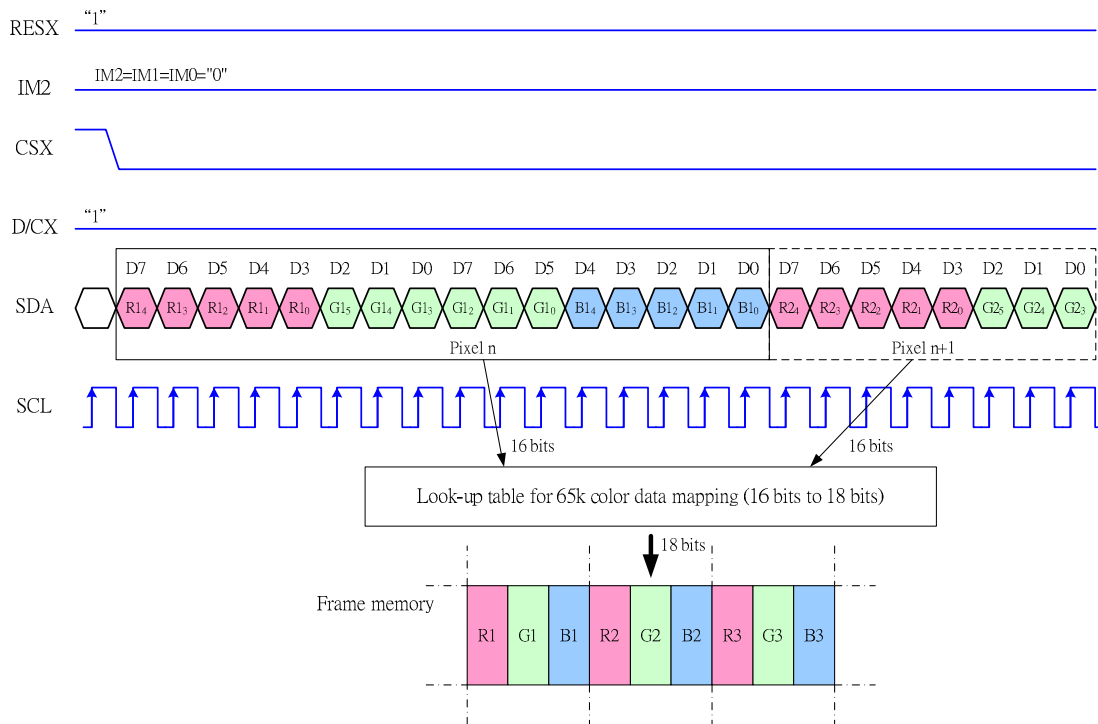 RESX “1”
IM2 IM2=IM1=IM0="0"
CSX
D/CX “1”
D7 D6 D5 D4 D3 D2 D1 D0 D7 D6 D5 D4 D3 D2 D1 D0 D7 D6 D5 D4 D3 D2 D1 D0
SDA R1₄ R1₃ R1₂ R1₁ R1₀ G1₅ G1₄ G1₃ G1₂ G1₁ G1₀ B1₄ B1₃ B1₂ B1₁ B1₀ R2₄ R2₃ R2₂ R2₁ R2₀ G2₅ G2₄ G2₃
Pixel n Pixel n+1
SCL
16 bits 16 bits
Look-up table for 65k color data mapping (16 bits to 18 bits)
18 bits
Frame memory
R1 G1 B1 R2 G2 B2 R3 G3 B3